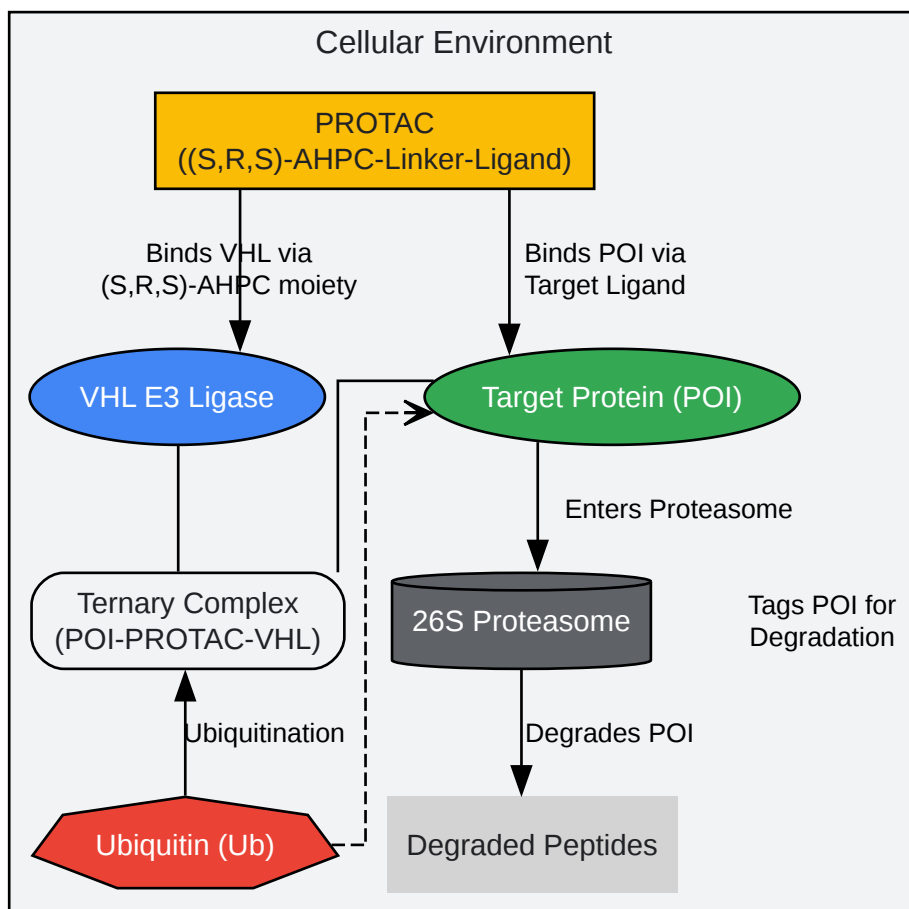 Cellular Environment
PROTAC
((S,R,S)-AHPC-Linker-Ligand)
Binds VHL via
(S,R,S)-AHPC moiety
Binds POI via
Target Ligand
VHL E3 Ligase
Target Protein (POI)
Enters Proteasome
Ternary Complex
(POI-PROTAC-VHL)
26S Proteasome
Tags POI for
Degradation
Ubiquitination
Degrades POI
Ubiquitin (Ub)
Degraded Peptides